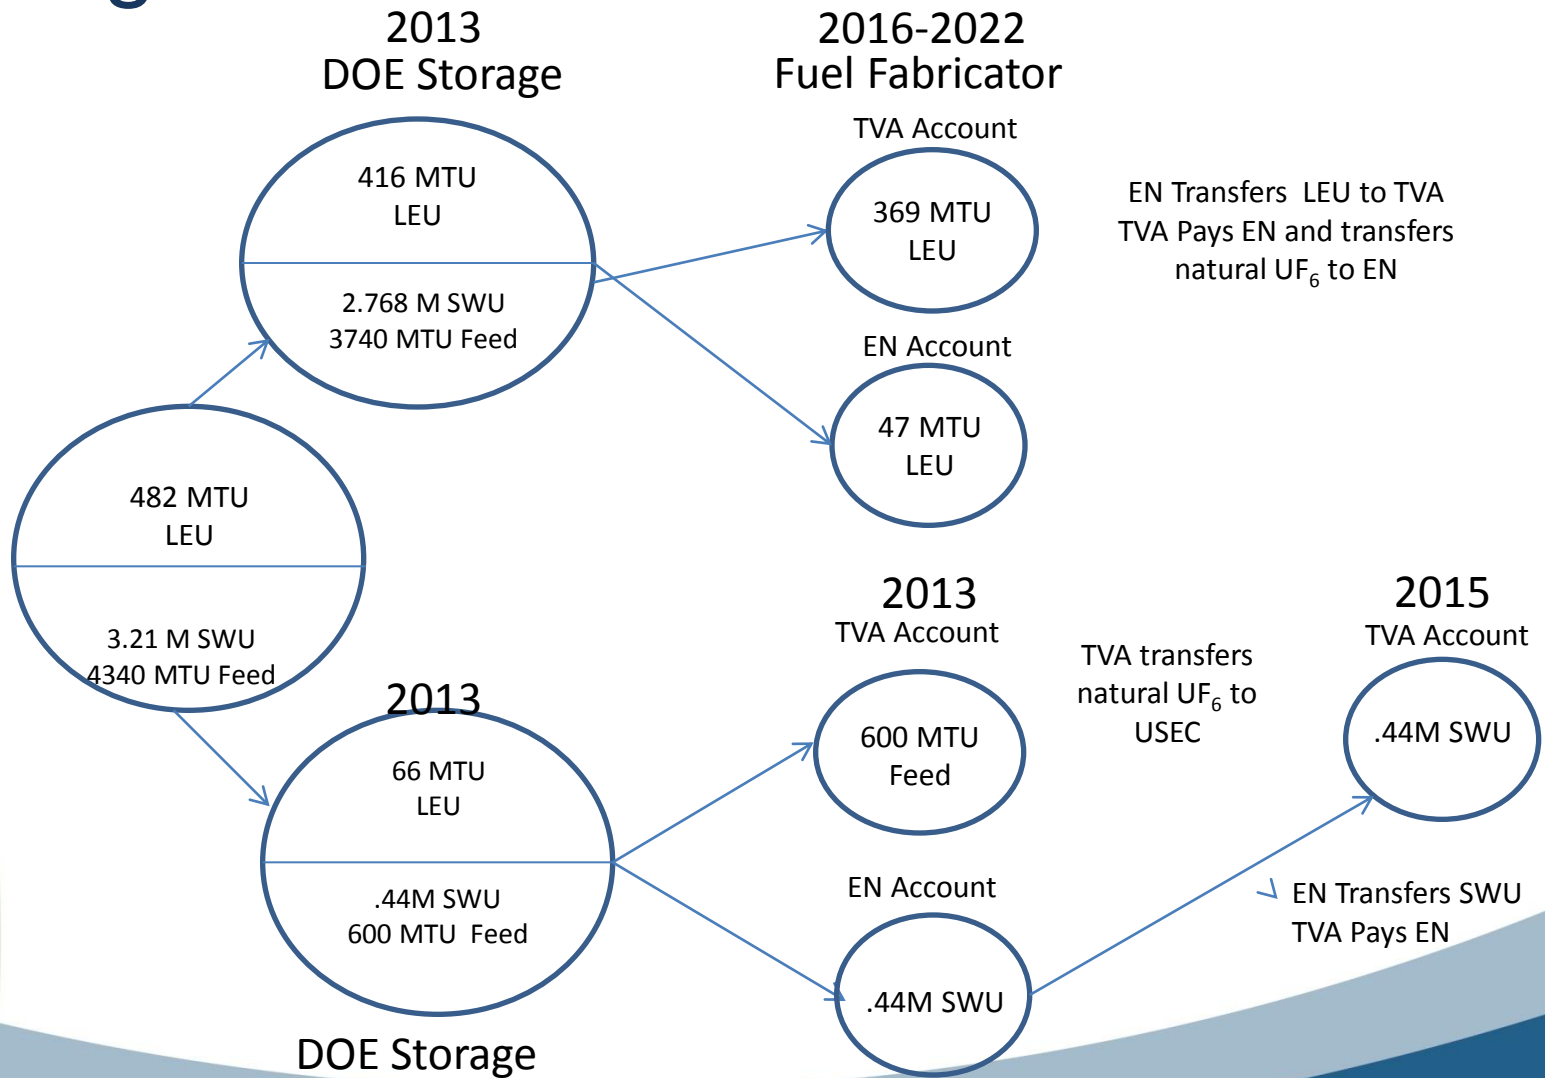 2013
DOE Storage
2016-2022
Fuel Fabricator
TVA Account
416 MTU
LEU
2.768 M SWU
3740 MTU Feed
369 MTU
LEU
EN Transfers LEU to TVA
TVA Pays EN and transfers
natural UF₆ to EN
EN Account
47 MTU
LEU
482 MTU
LEU
3.21 M SWU
4340 MTU Feed
2013
66 MTU
LEU
.44M SWU
600 MTU Feed
DOE Storage
2013
TVA Account
600 MTU
Feed
TVA transfers
natural UF₆ to
USEC
EN Account
.44M SWU
2015
TVA Account
.44M SWU
EN Transfers SWU
TVA Pays EN